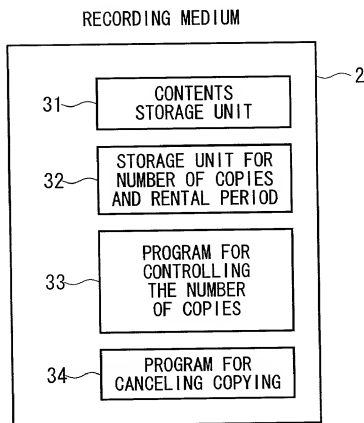 RECORDING MEDIUM
2
31
CONTENTS
STORAGE UNIT
32
STORAGE UNIT FOR
NUMBER OF COPIES
AND RENTAL PERIOD
33
PROGRAM FOR
CONTROLLING
THE NUMBER
OF COPIES
34
PROGRAM FOR
CANCELING COPYING